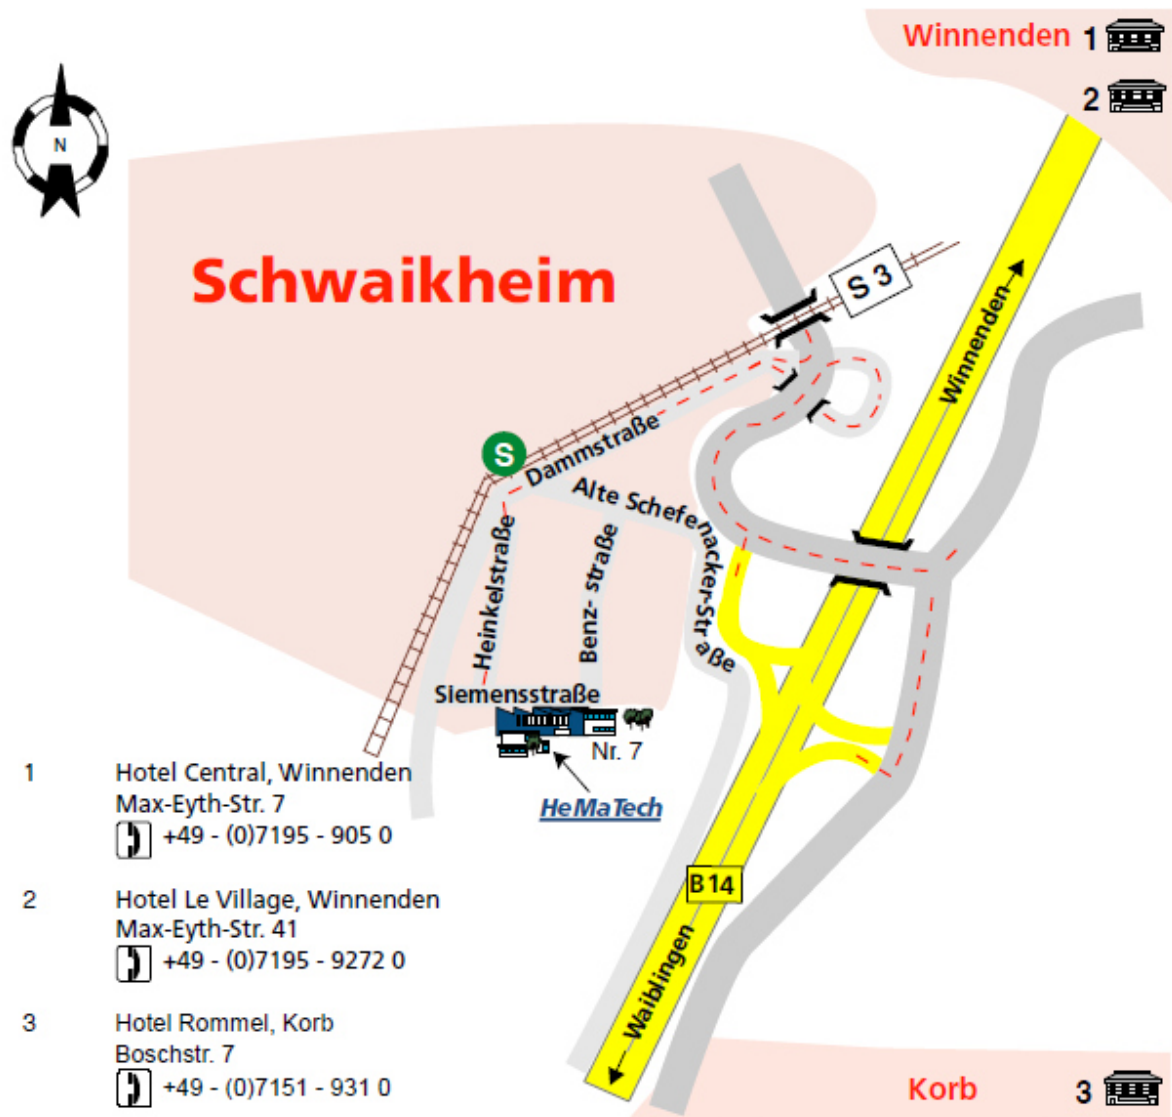 Winnenden 1
2
N
Schwaikheim
S 3
Winnenden
S
Dammstraße
Alte Schefenacker-Straße
Heinkelstraße
Benz- straße
Siemensstraße
Nr. 7
HeMaTech
B 14
Waiblingen
1 Hotel Central, Winnenden
Max-Eyth-Str. 7
+49 - (0)7195 - 905 0
2 Hotel Le Village, Winnenden
Max-Eyth-Str. 41
+49 - (0)7195 - 9272 0
3 Hotel Rommel, Korb
Boschstr. 7
+49 - (0)7151 - 931 0
Korb 3